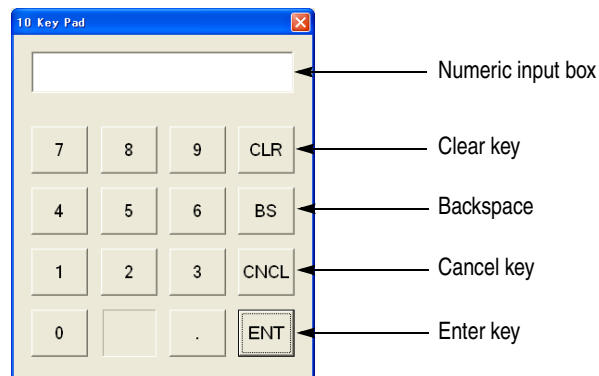 10 Key Pad
Numeric input box
7 8 9 CLR
Clear key
4 5 6 BS
Backspace
1 2 3 CNCL
Cancel key
0 . ENT
Enter key